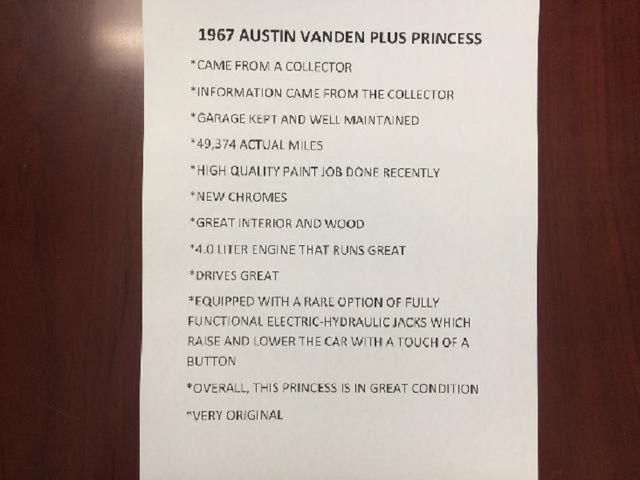 1967 AUSTIN VANDEN PLUS PRINCESS
*CAME FROM A COLLECTOR
*INFORMATION CAME FROM THE COLLECTOR
*GARAGE KEPT AND WELL MAINTAINED
*49,374 ACTUAL MILES
*HIGH QUALITY PAINT JOB DONE RECENTLY
*NEW CHROMES
*GREAT INTERIOR AND WOOD
*4.0 LITER ENGINE THAT RUNS GREAT
*DRIVES GREAT
*EQUIPPED WITH A RARE OPTION OF FULLY
FUNCTIONAL ELECTRIC-HYDRAULIC JACKS WHICH
RAISE AND LOWER THE CAR WITH A TOUCH OF A
BUTTON
*OVERALL, THIS PRINCESS IS IN GREAT CONDITION
*VERY ORIGINAL